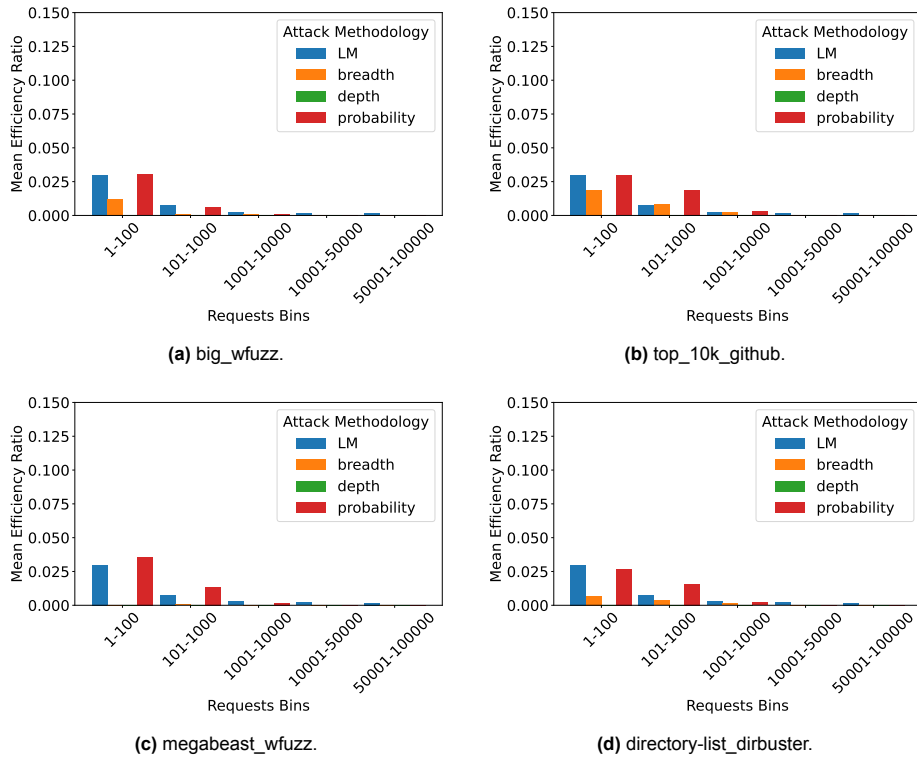 0.150
0.125
0.100
0.075
0.050
0.025
0.000
Mean Efficiency Ratio
Attack Methodology
LM
breadth
depth
probability
1-100
101-1000
1001-10000
10001-50000
50001-100000
Requests Bins
(a) big_wfuzz.
0.150
0.125
0.100
0.075
0.050
0.025
0.000
Mean Efficiency Ratio
Attack Methodology
LM
breadth
depth
probability
1-100
101-1000
1001-10000
10001-50000
50001-100000
Requests Bins
(b) top_10k_github.
0.150
0.125
0.100
0.075
0.050
0.025
0.000
Mean Efficiency Ratio
Attack Methodology
LM
breadth
depth
probability
1-100
101-1000
1001-10000
10001-50000
50001-100000
Requests Bins
(c) megabeast_wfuzz.
0.150
0.125
0.100
0.075
0.050
0.025
0.000
Mean Efficiency Ratio
Attack Methodology
LM
breadth
depth
probability
1-100
101-1000
1001-10000
10001-50000
50001-100000
Requests Bins
(d) directory-list_dirbuster.